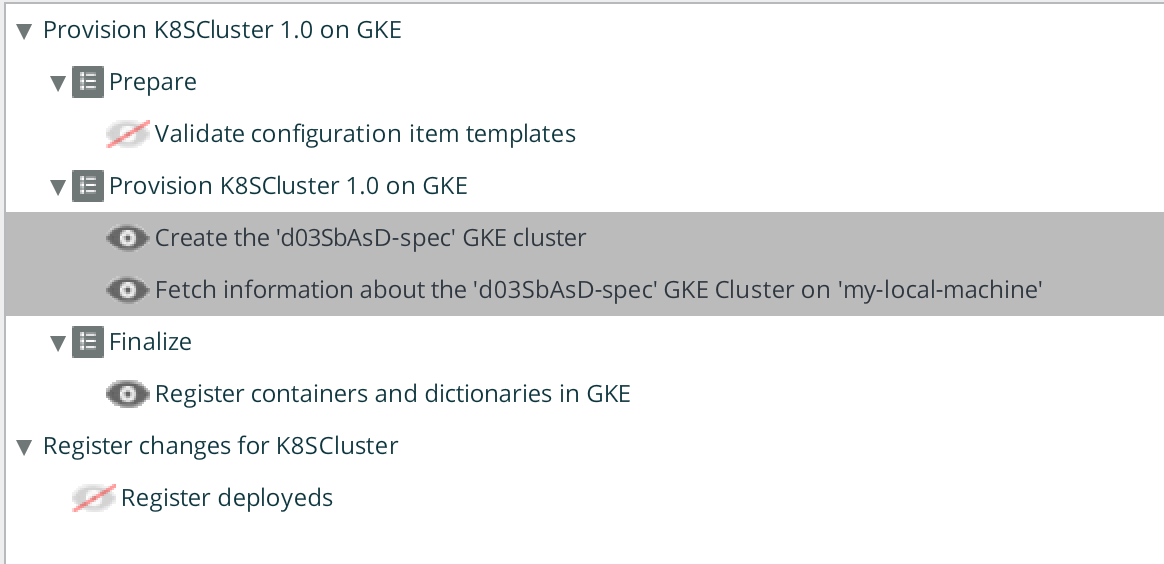 Provision K8SCluster 1.0 on GKE
Prepare
Validate configuration item templates
Provision K8SCluster 1.0 on GKE
Create the 'd03SbAsD-spec' GKE cluster
Fetch information about the 'd03SbAsD-spec' GKE Cluster on 'my-local-machine'
Finalize
Register containers and dictionaries in GKE
Register changes for K8SCluster
Register deployeds